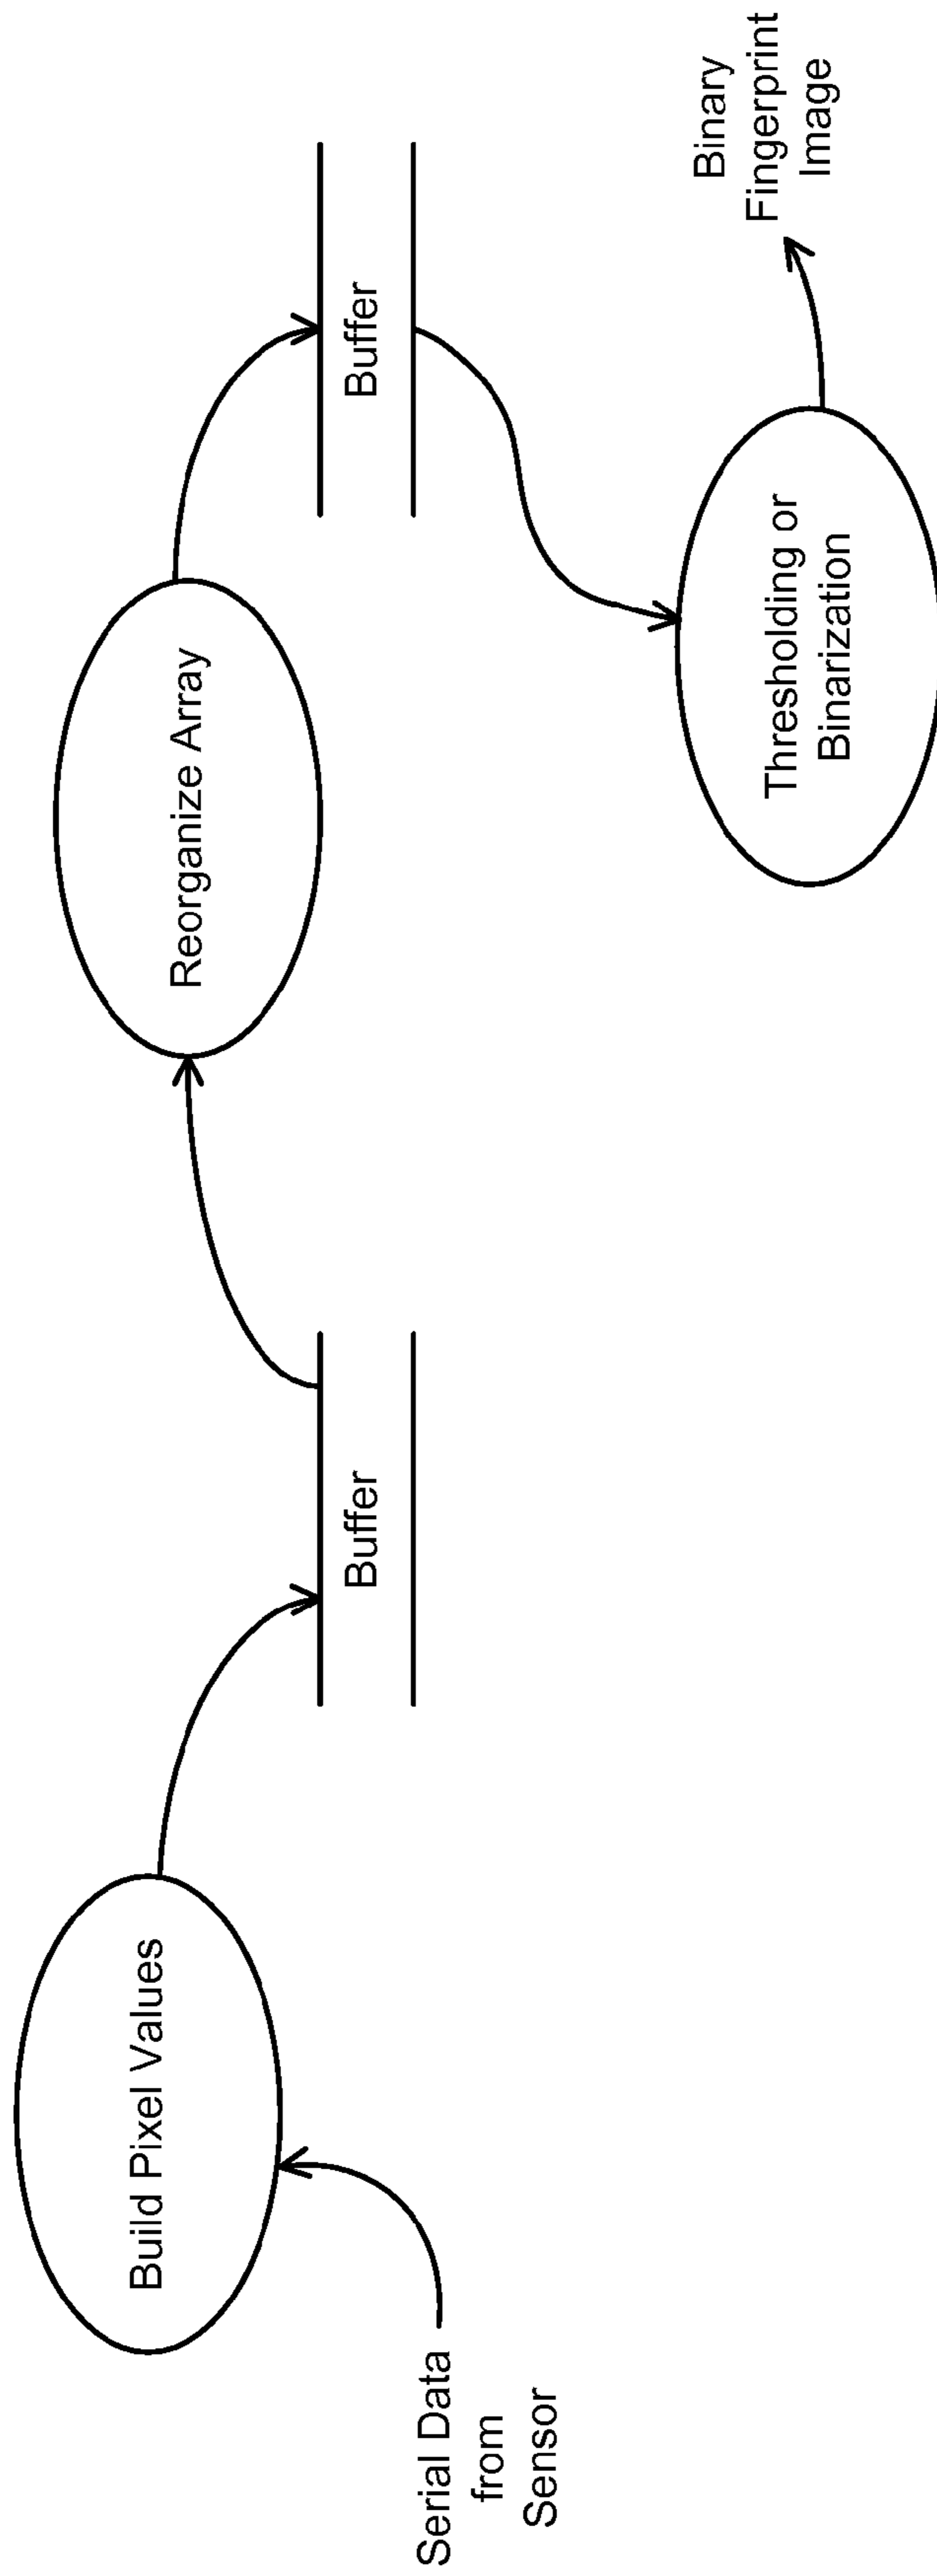 Serial Data
from
Sensor
Build Pixel Values
Buffer
Reorganize Array
Buffer
Thresholding or
Binarization
Binary
Fingerprint
Image